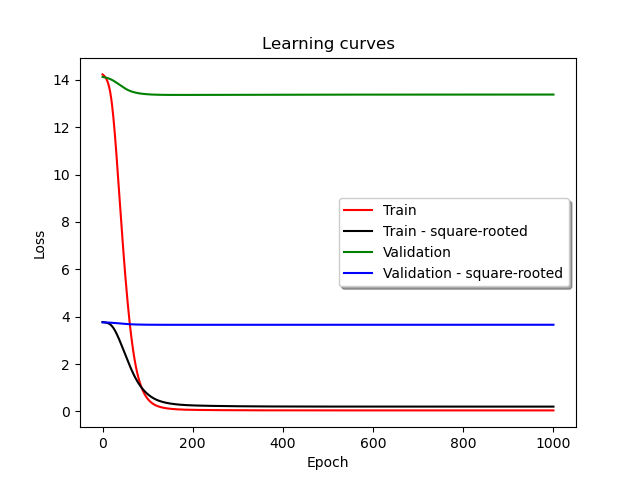 Learning curves
Loss
14
12
10
8
6
4
2
0
Train
Train - square-rooted
Validation
Validation - square-rooted
0 200 400 600 800 1000
Epoch